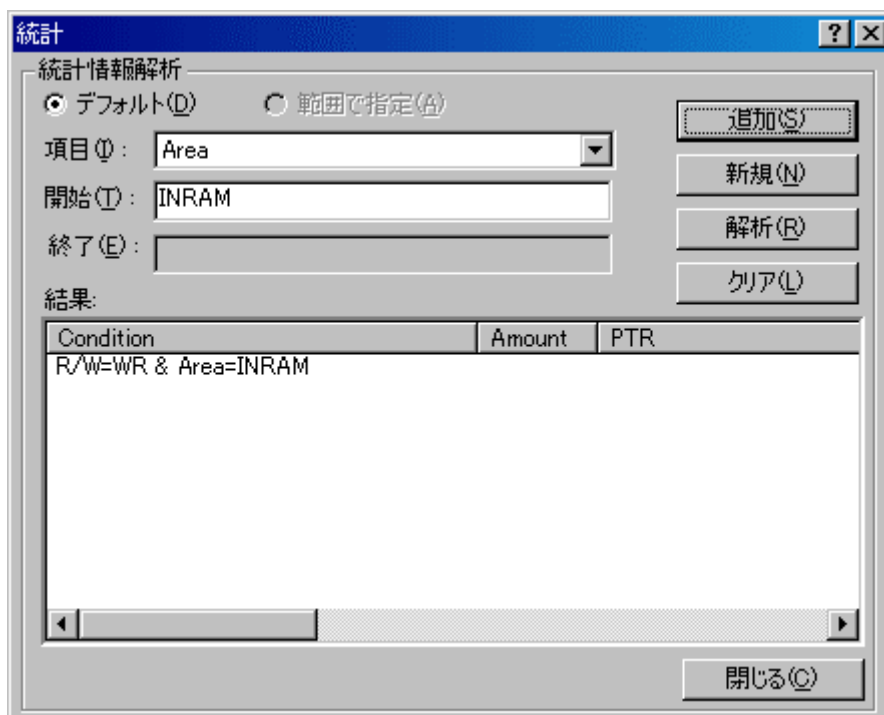 統計
統計情報解析
デフォルト(D) 範囲で指定(A)
追加(S)
項目(I): Area
新規(N)
開始(T): INRAM
解析(R)
終了(E):
クリア(L)
結果:
Condition Amount PTR
R/W=WR & Area=INRAM
閉じる(C)